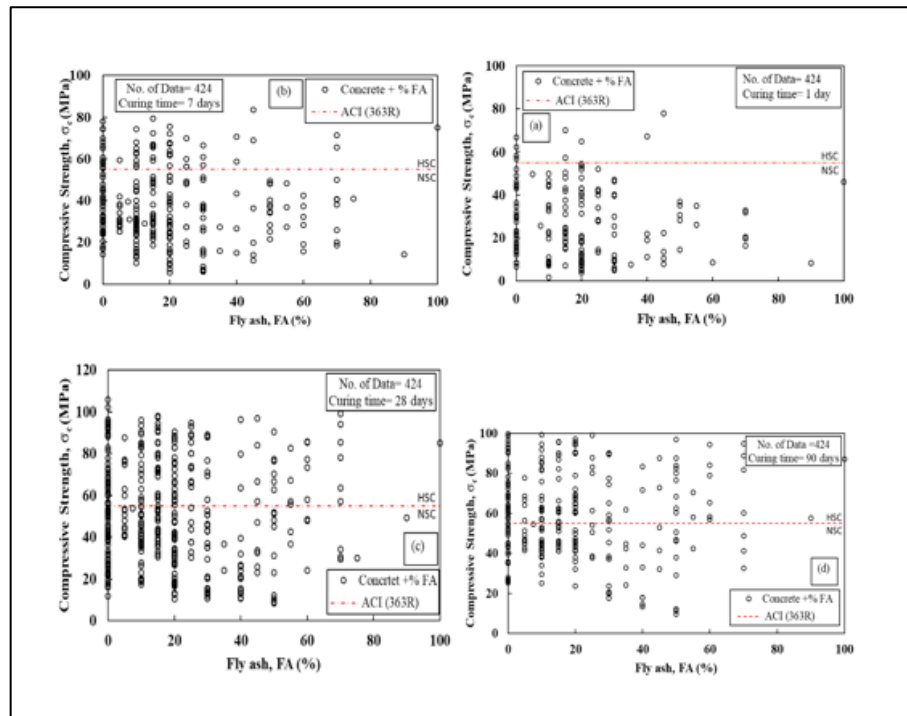 No. of Data= 424
Curing time= 7 days
(b)
Concrete + % FA
ACI (363R)
HSC
NSC
Compressive Strength, σc (MPa)
100
80
60
40
20
0
0 20 40 60 80 100
Fly ash, FA (%)
Concrete + % FA
ACI (363R)
No. of Data= 424
Curing time= 1 day
(a)
HSC
NSC
Compressive Strength, σc (MPa)
100
80
60
40
20
0
0 20 40 60 80 100
Fly ash, FA (%)
No. of Data= 424
Curing time= 28 days
HSC
NSC
(c)
Concrtet +% FA
ACI (363R)
Compressive Strength, σc (MPa)
120
100
80
60
40
20
0
0 20 40 60 80 100
Fly ash, FA (%)
No. of Data =424
Curing time= 90 days
HSC
NSC
(d)
Concrete +% FA
ACI (363R)
Compressive Strength, σc (MPa)
100
80
60
40
20
0
0 20 40 60 80 100
Fly ash, FA (%)